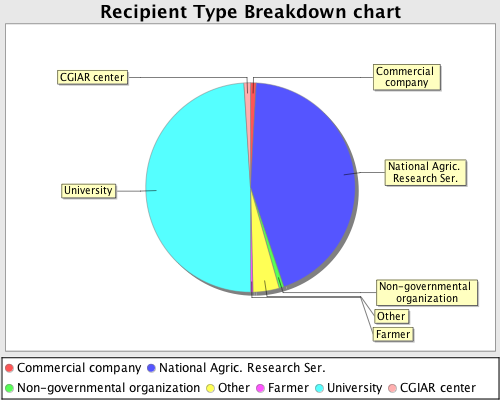 Recipient Type Breakdown chart
CGIAR center
Commercial
company
National Agric.
Research Ser.
University
Non-governmental
organization
Other
Farmer
Commercial company National Agric. Research Ser.
Non-governmental organization Other Farmer University CGIAR center